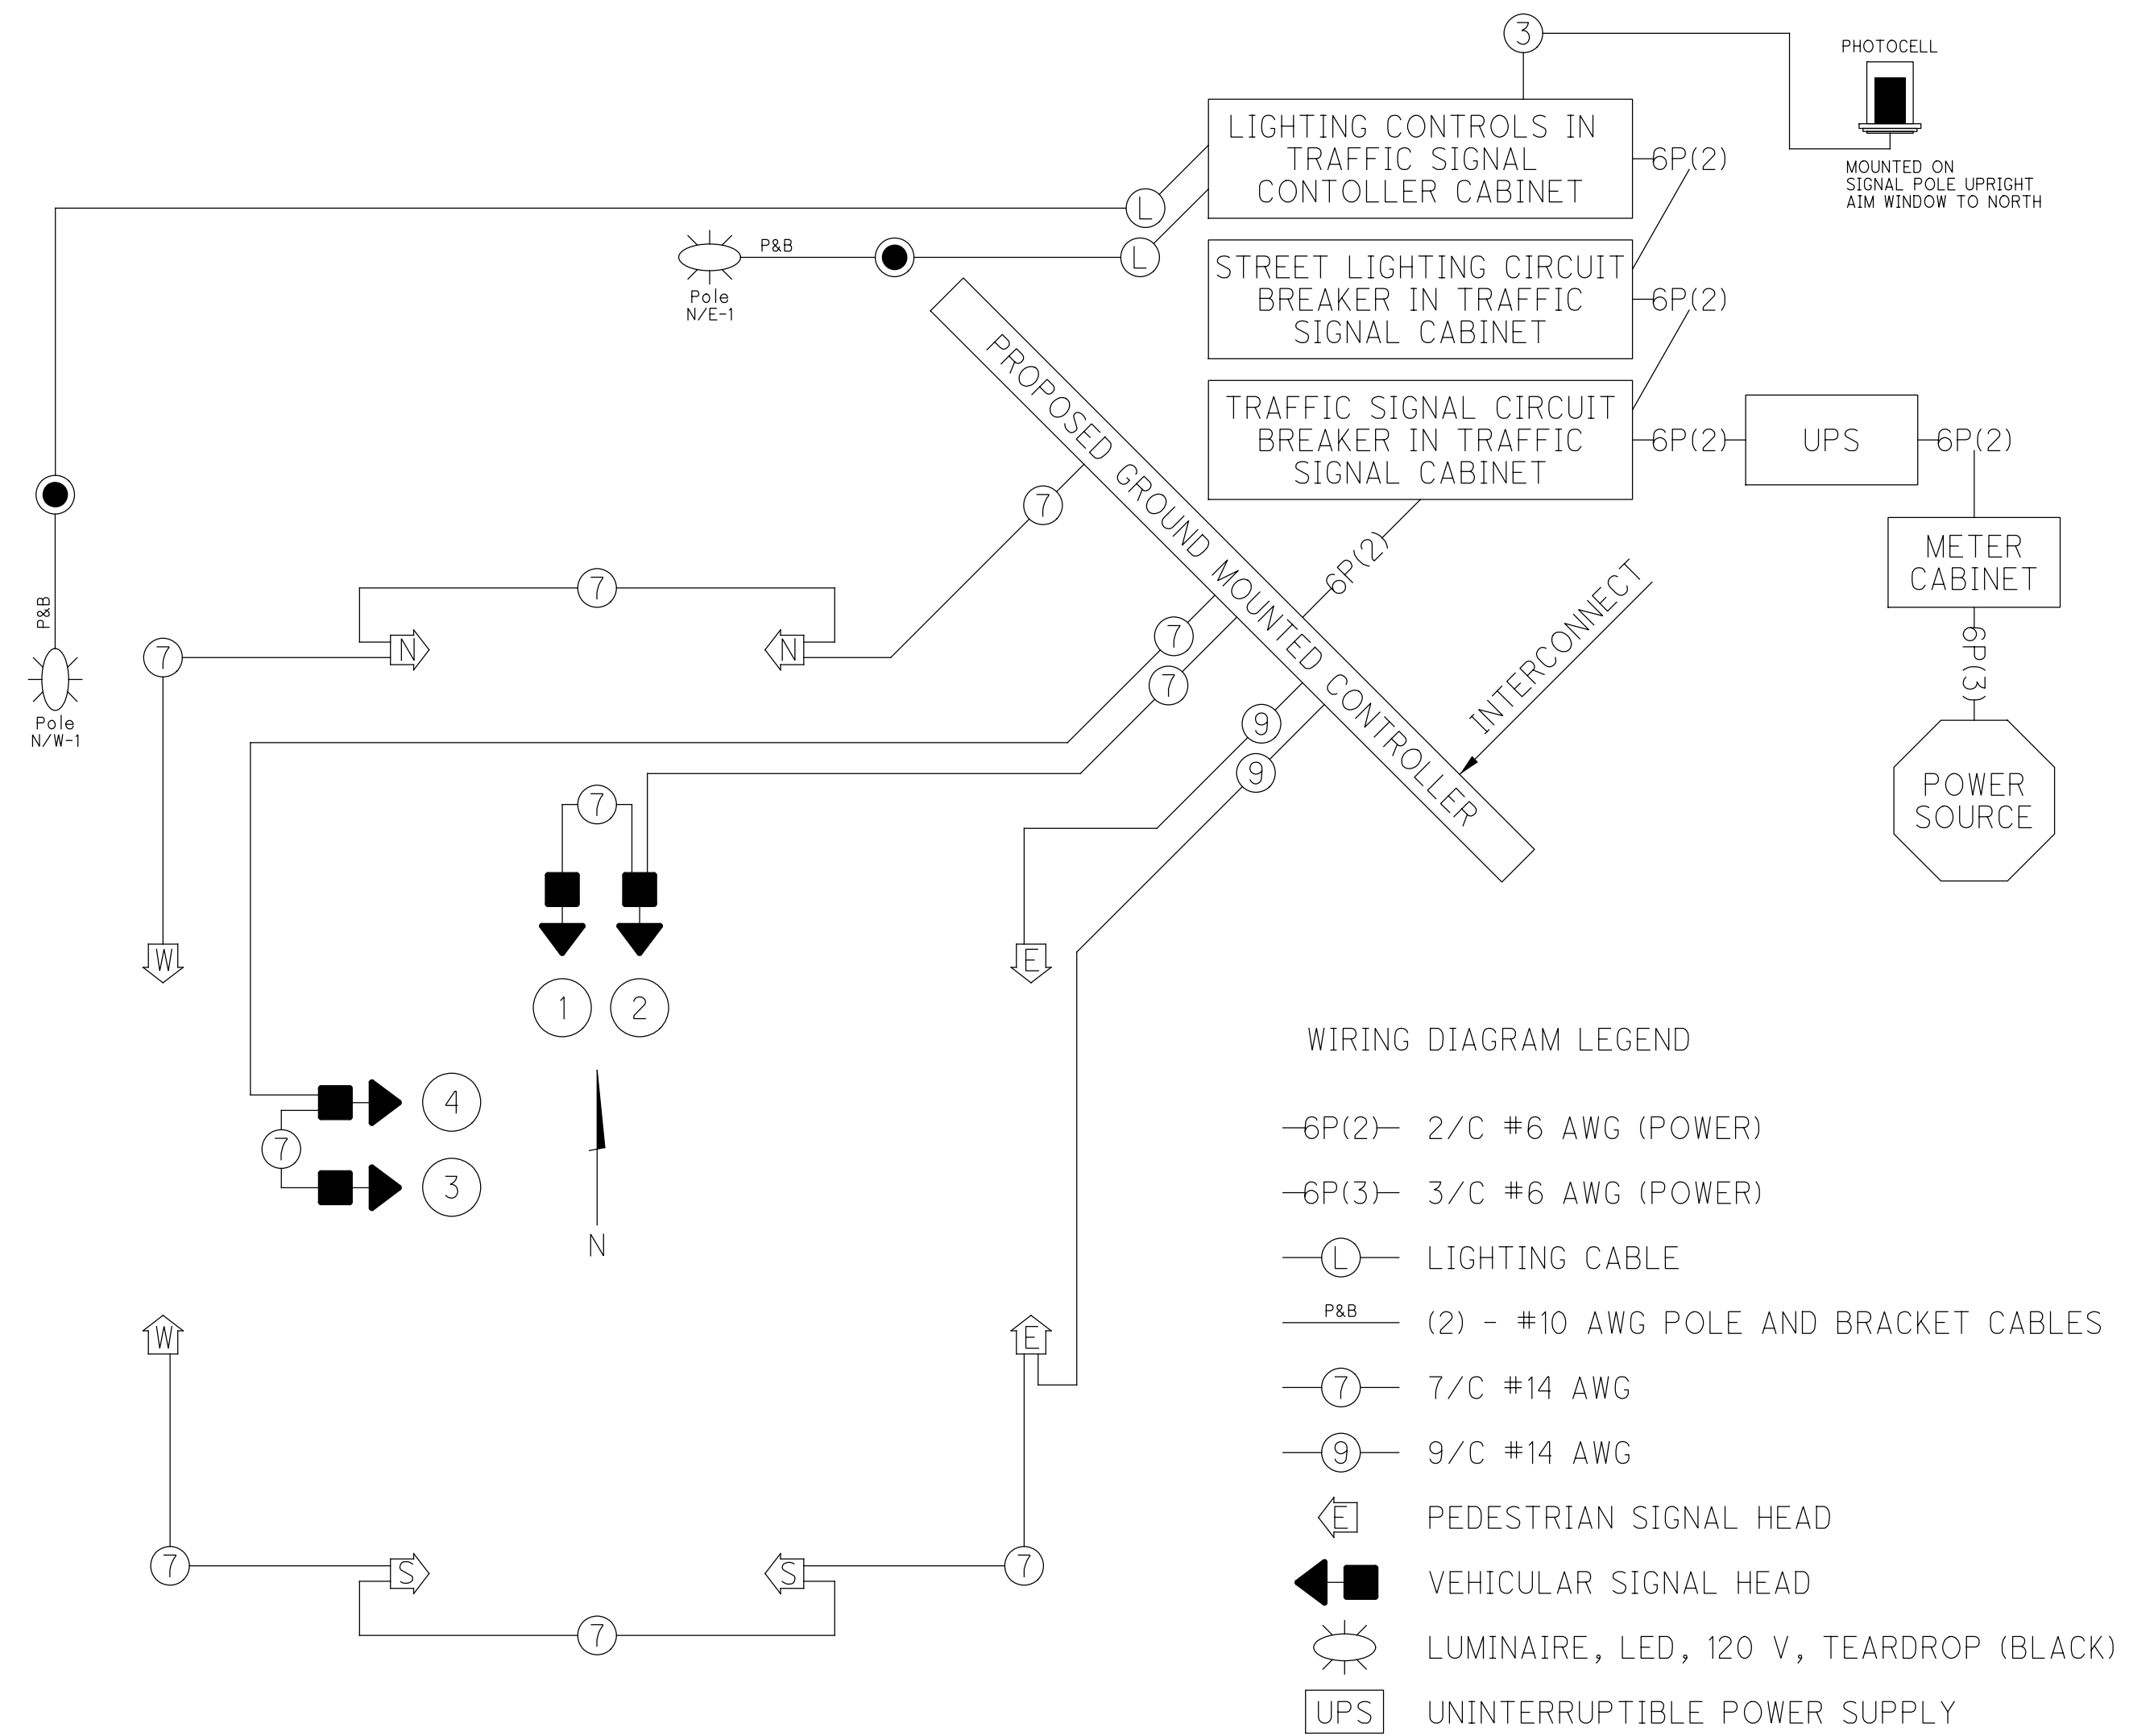 3
PHOTOCELL
MOUNTED ON
SIGNAL POLE UPRIGHT
AIM WINDOW TO NORTH
LIGHTING CONTROLS IN
TRAFFIC SIGNAL
CONTOLLER CABINET
6P(2)
L
L
P&B
Pole
N/E-1
STREET LIGHTING CIRCUIT
BREAKER IN TRAFFIC
SIGNAL CABINET
6P(2)
TRAFFIC SIGNAL CIRCUIT
BREAKER IN TRAFFIC
SIGNAL CABINET
6P(2)
UPS
6P(2)
METER
CABINET
6P(3)
POWER
SOURCE
6P(2)
PROPOSED GROUND MOUNTED CONTROLLER
INTERCONNECT
7
7
7
9
9
P&B
Pole
N/W-1
7
7
N
N
7
W
E
1
2
4
7
3
N
W
E
7
S
S
7
7
WIRING DIAGRAM LEGEND
6P(2) 2/C #6 AWG (POWER)
6P(3) 3/C #6 AWG (POWER)
L LIGHTING CABLE
P&B (2) - #10 AWG POLE AND BRACKET CABLES
7 7/C #14 AWG
9 9/C #14 AWG
E PEDESTRIAN SIGNAL HEAD
VEHICULAR SIGNAL HEAD
LUMINAIRE, LED, 120 V, TEARDROP (BLACK)
UPS UNINTERRUPTIBLE POWER SUPPLY